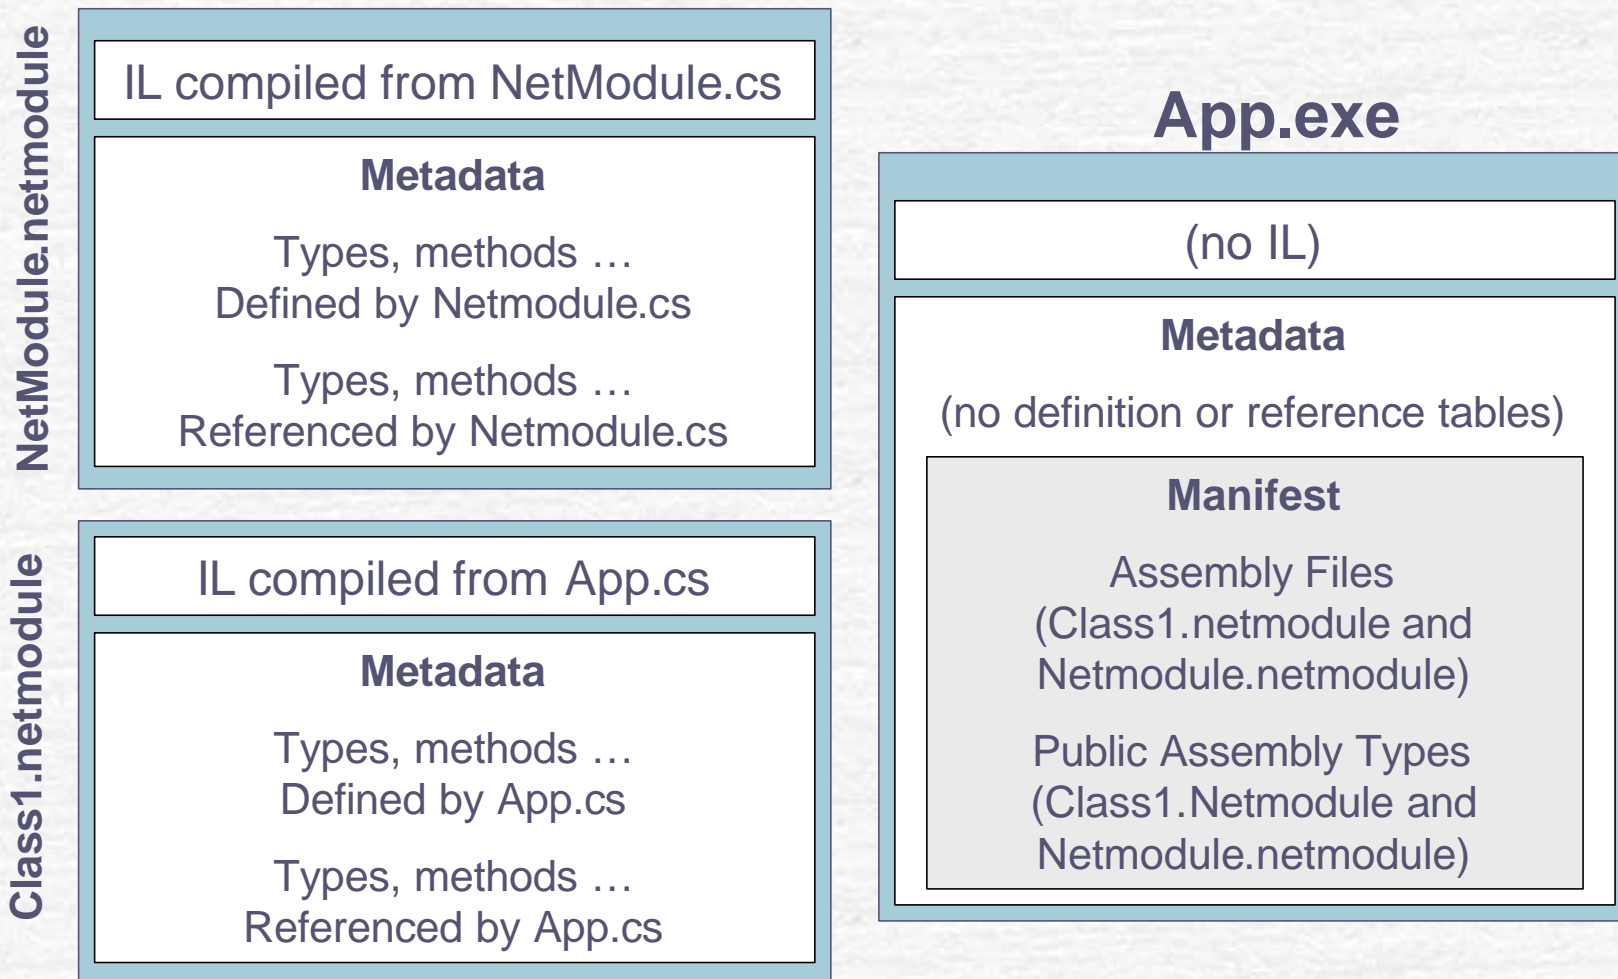 NetModule.netmodule
IL compiled from NetModule.cs
Metadata
Types, methods …
Defined by Netmodule.cs
Types, methods …
Referenced by Netmodule.cs
Class1.netmodule
IL compiled from App.cs
Metadata
Types, methods …
Defined by App.cs
Types, methods …
Referenced by App.cs
App.exe
(no IL)
Metadata
(no definition or reference tables)
Manifest
Assembly Files
(Class1.netmodule and
Netmodule.netmodule)
Public Assembly Types
(Class1.Netmodule and
Netmodule.netmodule)